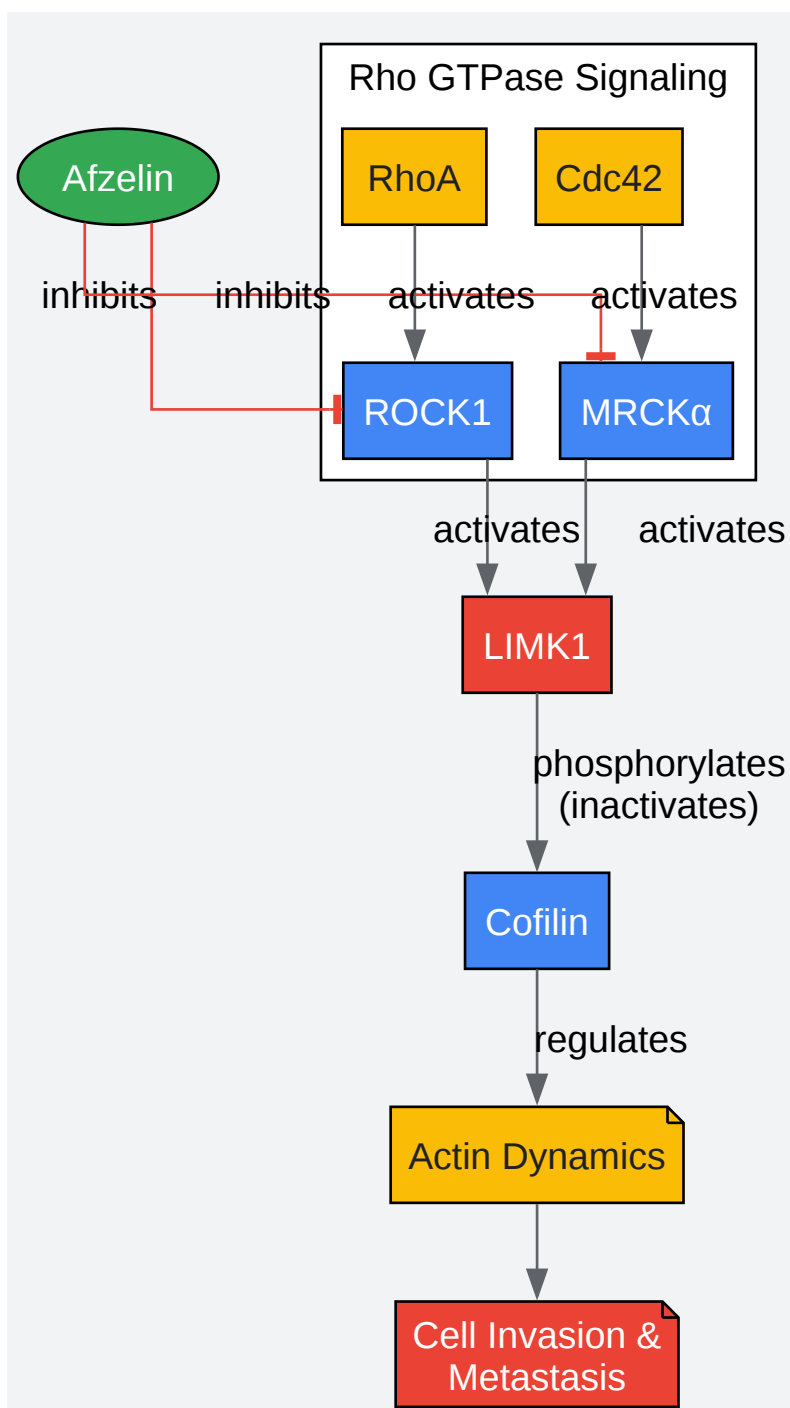 Rho GTPase Signaling
Afzelin
RhoA
Cdc42
inhibits
inhibits
activates
activates
ROCK1
MRCKα
activates
activates
LIMK1
phosphorylates
(inactivates)
Cofilin
regulates
Actin Dynamics
Cell Invasion &
Metastasis